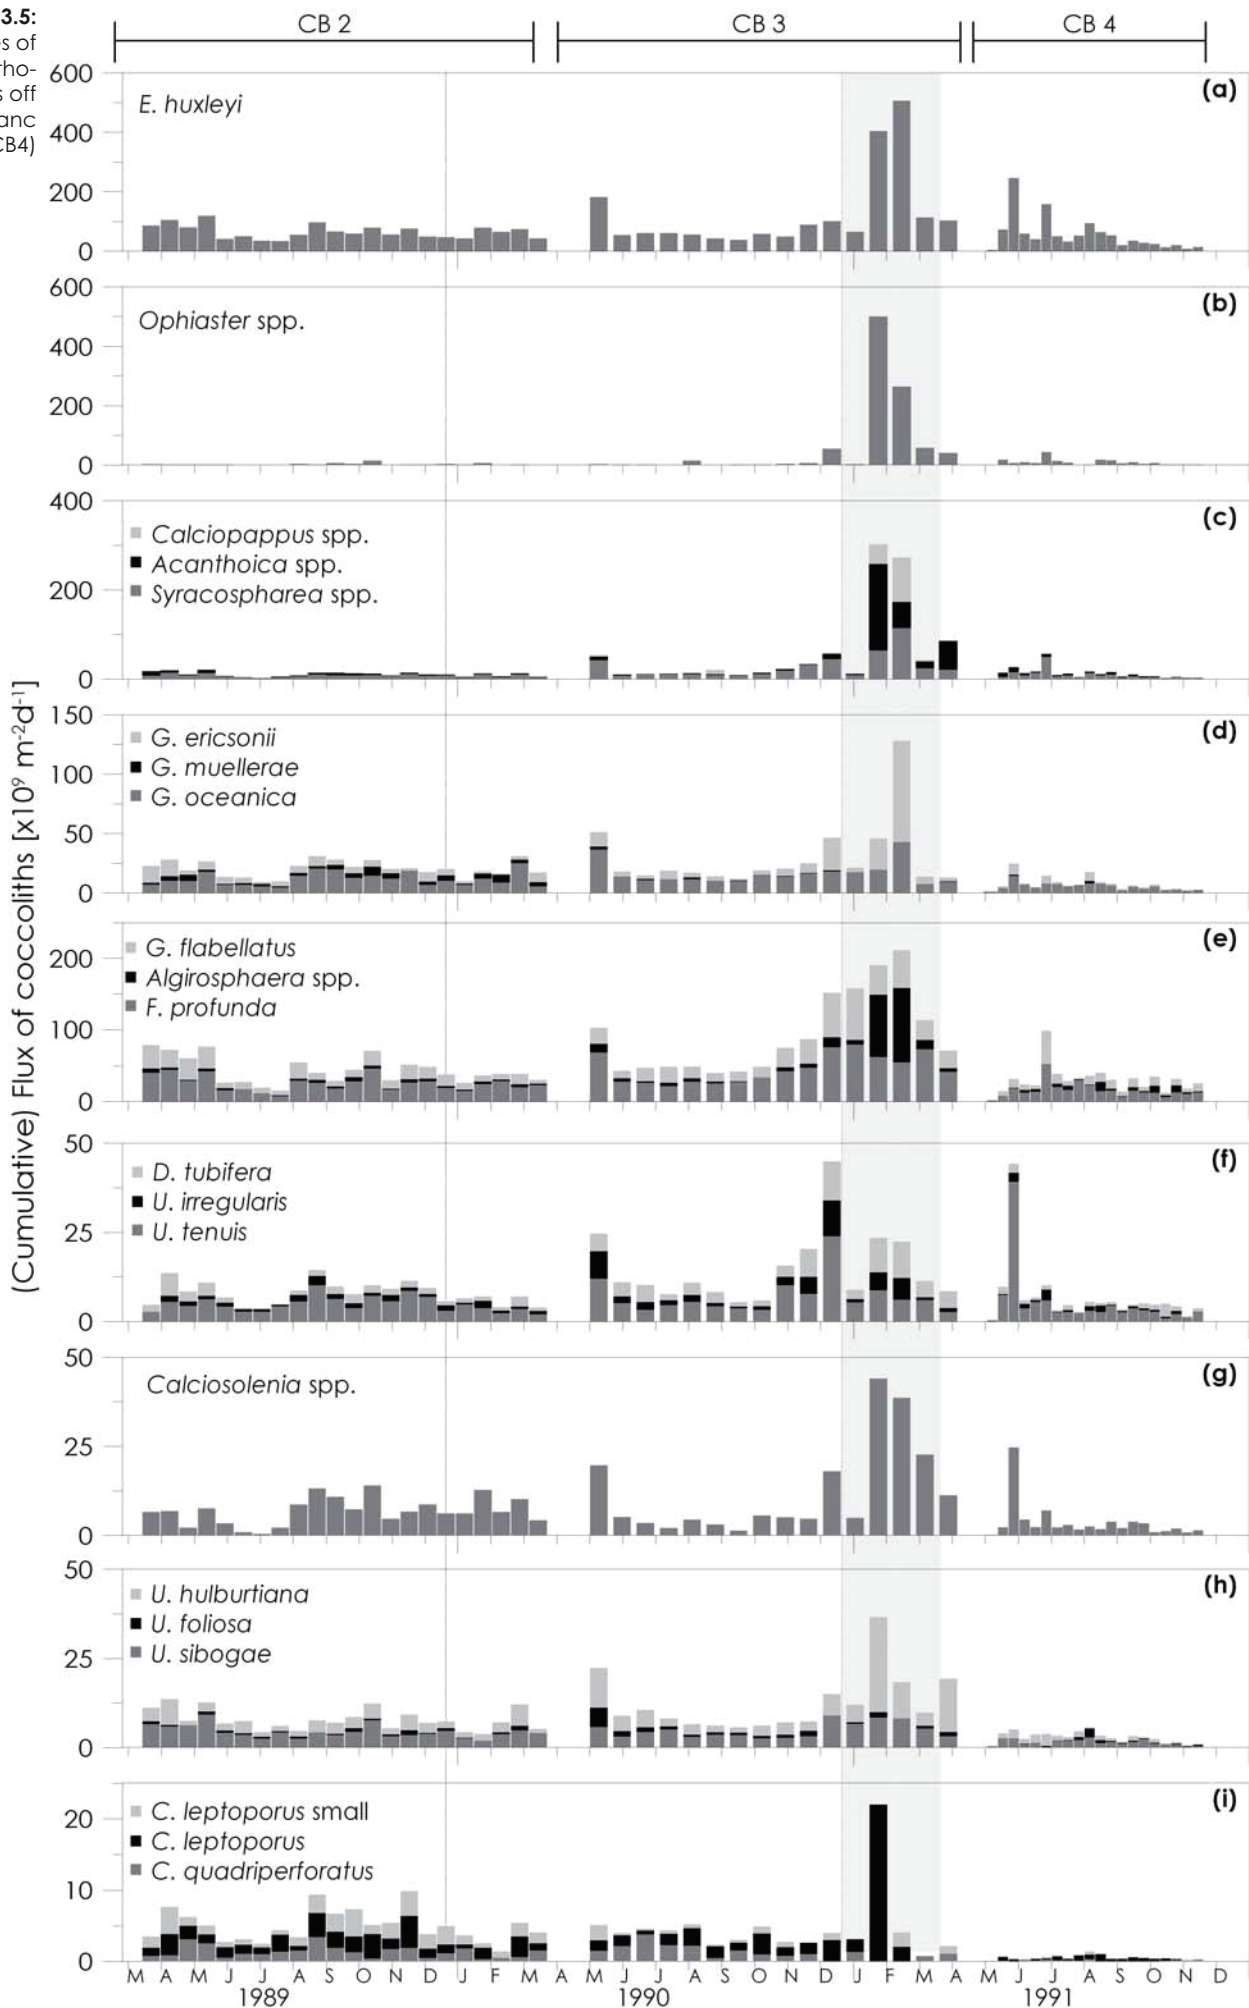 3.5:
es of
tho-
s off
anc
CB4)
CB 2 CB 3 CB 4
600
400
200
0
E. huxleyi
(a)
600
400
200
0
Ophiaster spp.
(b)
400
200
0
Calciopappus spp.
Acanthoica spp.
Syracospharea spp.
(c)
150
100
50
0
G. ericsonii
G. muellerae
G. oceanica
(d)
200
100
0
G. flabellatus
Algirosphaera spp.
F. profunda
(e)
50
25
0
D. tubifera
U. irregularis
U. tenuis
(f)
50
25
0
Calciosolenia spp.
(g)
50
25
0
U. hulburtiana
U. foliosa
U. sibogae
(h)
20
10
0
C. leptoporus small
C. leptoporus
C. quadriperforatus
(i)
(Cumulative) Flux of coccoliths [x10⁹ m⁻²d⁻¹]
M A M J J A S O N D J F M A M J J A S O N D J F M A M J J A S O N D
1989 1990 1991